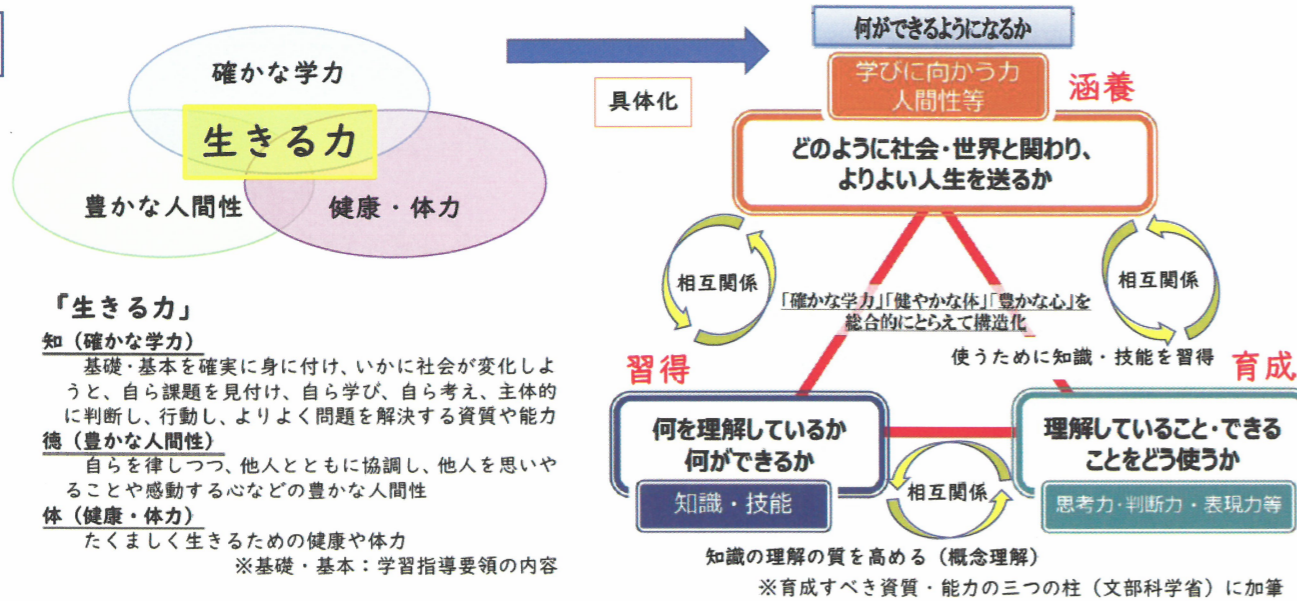 確かな学力
生きる力
豊かな人間性
健康・体力
「生きる力」
知（確かな学力）
基礎・基本を確実に身に付け、いかに社会が変化しよ
うと、自ら課題を見付け、自ら学び、自ら考え、主体的
に判断し、行動し、よりよく問題を解決する資質や能力
徳（豊かな人間性）
自らを律しつつ、他人とともに協調し、他人を思いや
ることや感動する心などの豊かな人間性
体（健康・体力）
たくましく生きるための健康や体力
※基礎・基本：学習指導要領の内容
具体化
何ができるようになるか
学びに向かう力
人間性等
涵養
どのように社会・世界と関わり、
よりよい人生を送るか
相互関係
相互関係
「確かな学力」「健やかな体」「豊かな心」を
総合的にとらえて構造化
使うために知識・技能を習得
習得
育成
何を理解しているか
何ができるか
知識・技能
相互関係
理解していること・できる
ことをどう使うか
思考力・判断力・表現力等
知識の理解の質を高める（概念理解）
※育成すべき資質・能力の三つの柱（文部科学省）に加筆